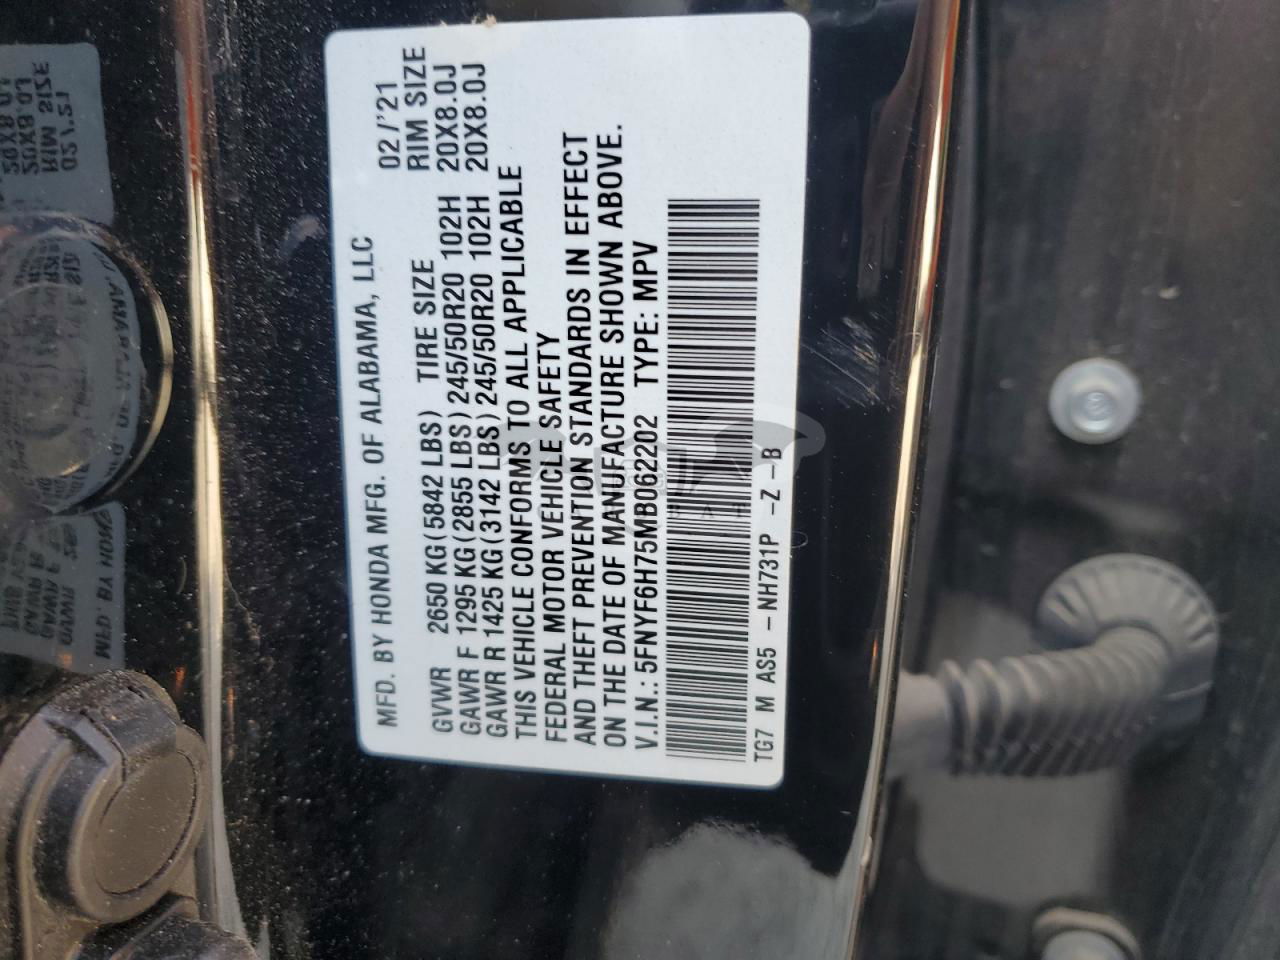 MFD. BY HONDA MFG. OF ALABAMA, LLC 02/'21
GVWR 2650 KG (5842 LBS) TIRE SIZE RIM SIZE
GAWR F 1295 KG (2855 LBS) 245/50R20 102H 20X8.0J
GAWR R 1425 KG (3142 LBS) 245/50R20 102H 20X8.0J
THIS VEHICLE CONFORMS TO ALL APPLICABLE
FEDERAL MOTOR VEHICLE SAFETY
AND THEFT PREVENTION STANDARDS IN EFFECT
ON THE DATE OF MANUFACTURE SHOWN ABOVE.
V.I.N.: 5FNYF6H75MB062202 TYPE: MPV
TG7 M AS5 -NH731P -Z -B